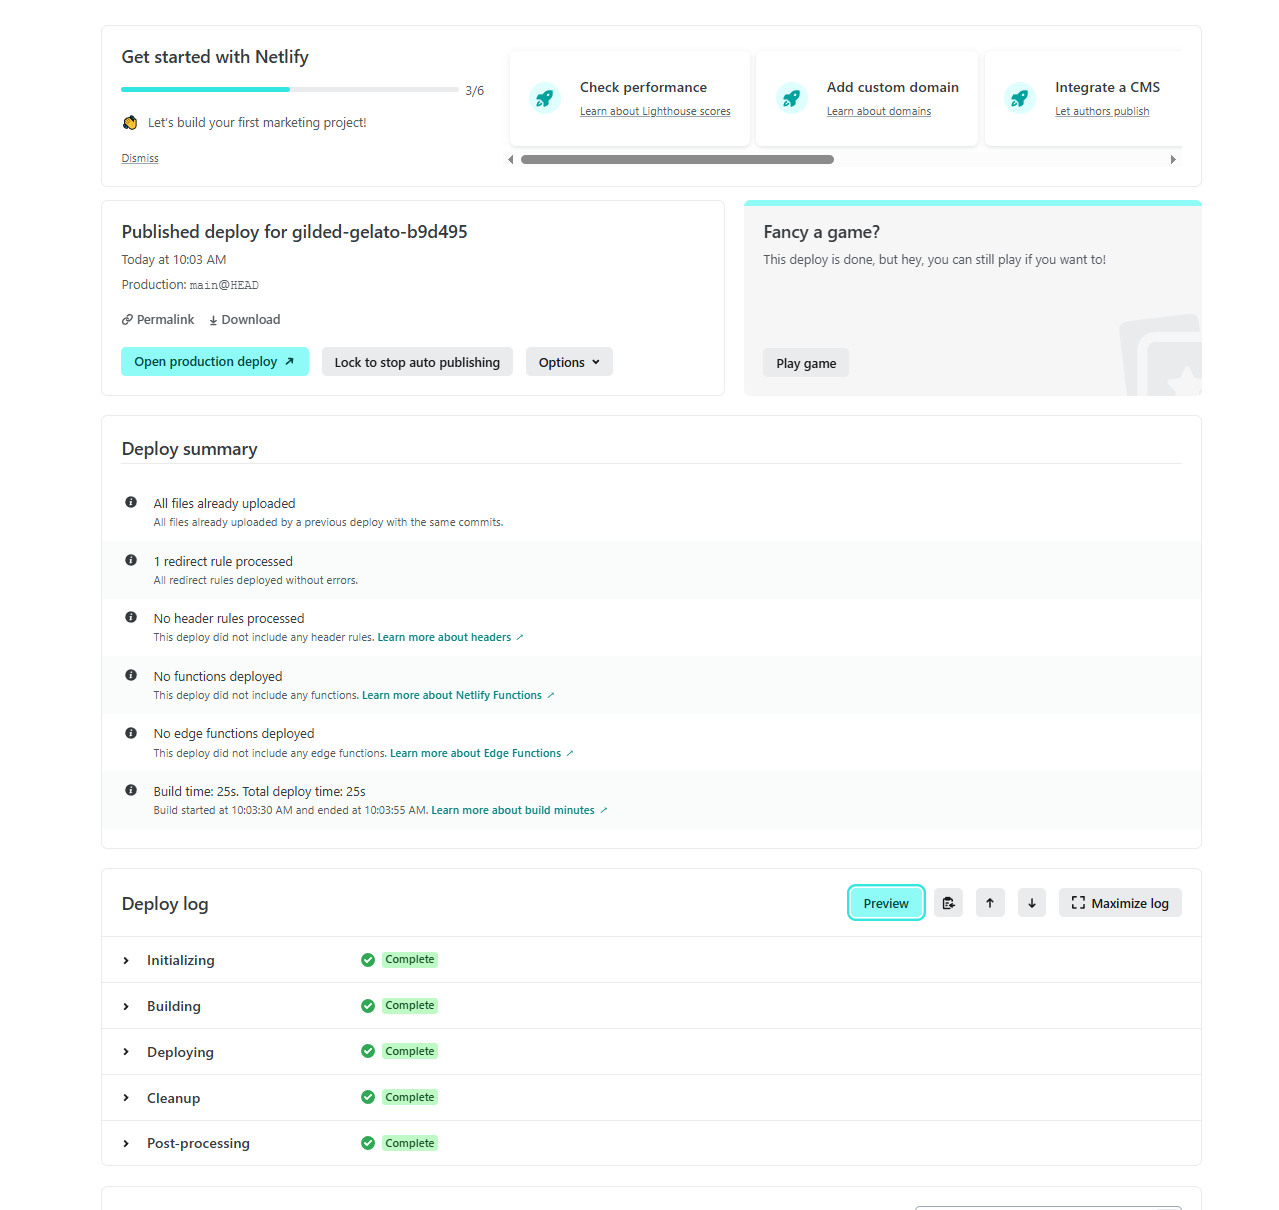 Get started with Netlify
3/6
Let's build your first marketing project!
Dismiss
Check performance
Learn about Lighthouse scores
Add custom domain
Learn about domains
Integrate a CMS
Let authors publish
Published deploy for gilded-gelato-b9d495
Today at 10:03 AM
Production: main@HEAD
Permalink Download
Open production deploy
Lock to stop auto publishing
Options
Fancy a game?
This deploy is done, but hey, you can still play if you want to!
Play game
Deploy summary
All files already uploaded
All files already uploaded by a previous deploy with the same commits.
1 redirect rule processed
All redirect rules deployed without errors.
No header rules processed
This deploy did not include any header rules. Learn more about headers
No functions deployed
This deploy did not include any functions. Learn more about Netlify Functions
No edge functions deployed
This deploy did not include any edge functions. Learn more about Edge Functions
Build time: 25s. Total deploy time: 25s
Build started at 10:03:30 AM and ended at 10:03:55 AM. Learn more about build minutes
Deploy log
Preview
Maximize log
Initializing Complete
Building Complete
Deploying Complete
Cleanup Complete
Post-processing Complete